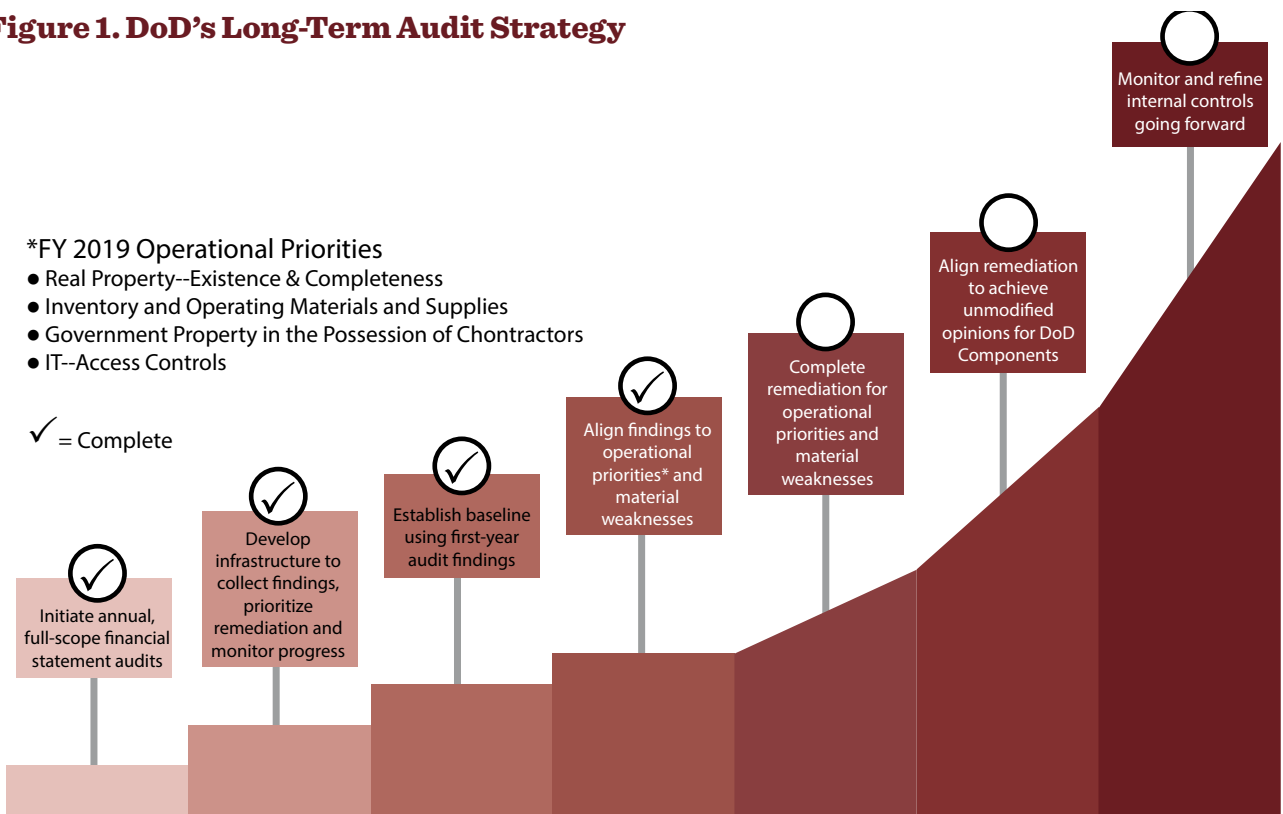 Figure 1. DoD's Long-Term Audit Strategy
Monitor and refine
internal controls
going forward
*FY 2019 Operational Priorities
● Real Property--Existence & Completeness
● Inventory and Operating Materials and Supplies
● Government Property in the Possession of Chontractors
● IT--Access Controls
✓ = Complete
Initiate annual,
full-scope financial
statement audits
Develop
infrastructure to
collect findings,
prioritize
remediation and
monitor progress
Establish baseline
using first-year
audit findings
Align findings to
operational
priorities* and
material
weaknesses
Complete
remediation for
operational
priorities and
material
weaknesses
Align remediation
to achieve
unmodified
opinions for DoD
Components